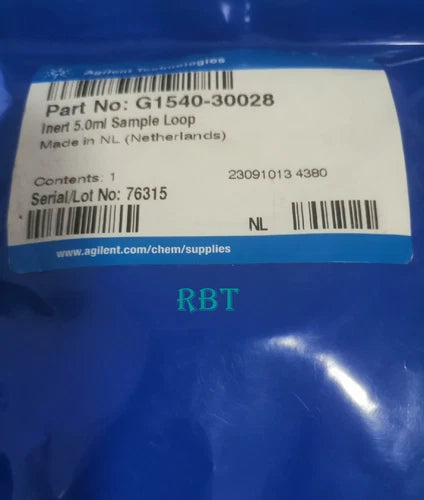 Agilent Technologies
Part No: G1540-30028
Inert 5.0ml Sample Loop
Made in NL (Netherlands)
Contents: 1
23091013 4380
Serial/Lot No: 76315
NL
www.agilent.com/chem/supplies
RBT